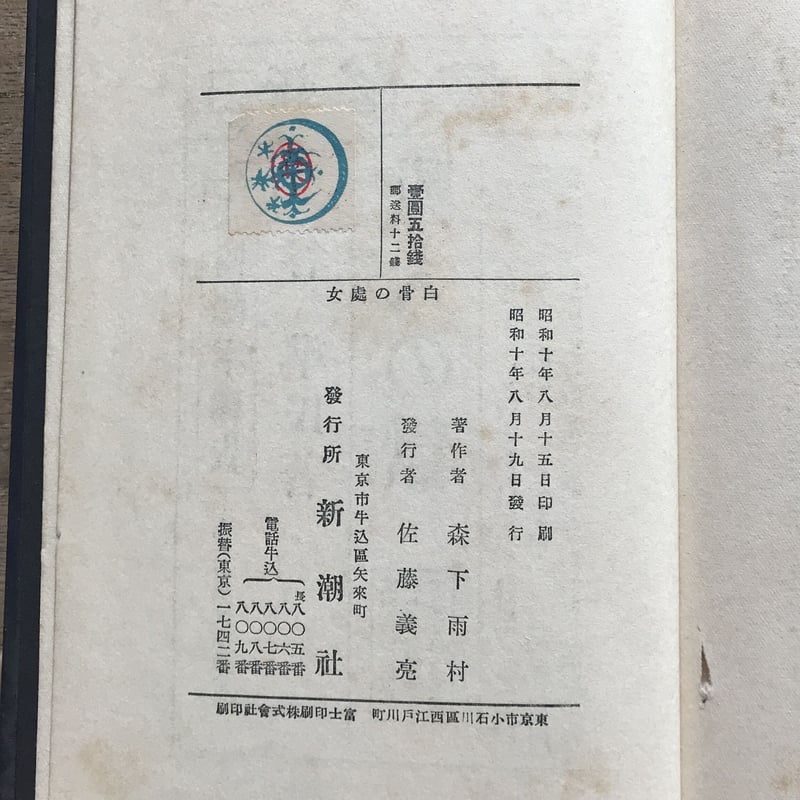 壹圓五拾錢
郵送料十二錢
白骨の處女
昭和十年八月十五日印刷
昭和十年八月十九日發行
著作者 森下雨村
發行者 佐藤義亮
東京市牛込區矢來町
發行所 新潮社
電話牛込
長八〇五番
八〇六番
八〇七番
八〇八番
八〇九番
振替(東京)一七四二番
東京市小石川區西江戸川町 富士印刷株式會社印刷